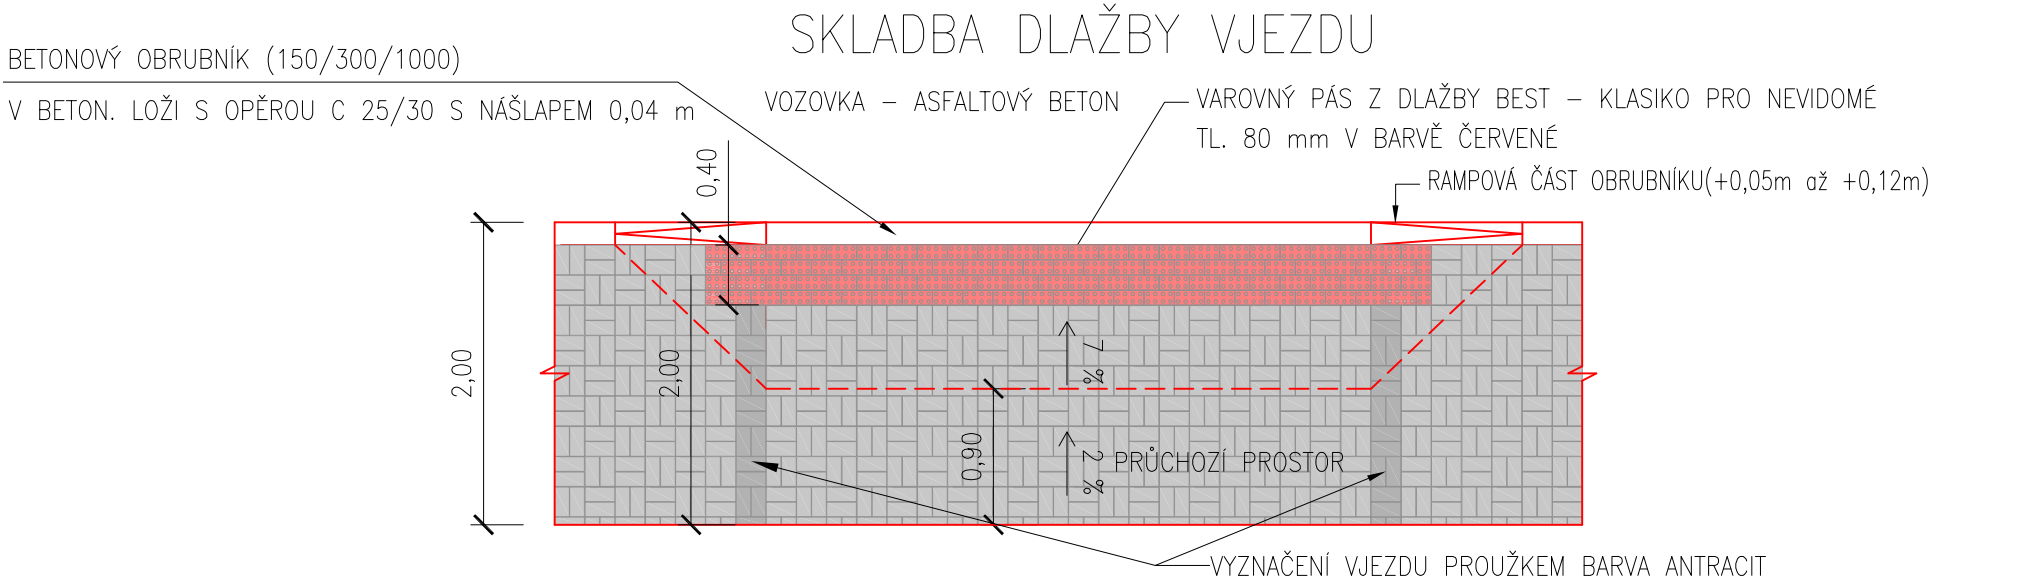 SKLADBA DLAŽBY VJEZDU
BETONOVÝ OBRUBNÍK (150/300/1000)
V BETON. LOŽI S OPĚROU C 25/30 S NÁŠLAPEM 0,04 m
VOZOVKA – ASFALTOVÝ BETON
VAROVNÝ PÁS Z DLAŽBY BEST – KLASIKO PRO NEVIDOMÉ
TL. 80 mm V BARVĚ ČERVENÉ
RAMPOVÁ ČÁST OBRUBNÍKU(+0,05m až +0,12m)
0,40
2,00
2,00
7 %
0,90
2 %
PRŮCHOZÍ PROSTOR
VYZNAČENÍ VJEZDU PROUŽKEM BARVA ANTRACIT